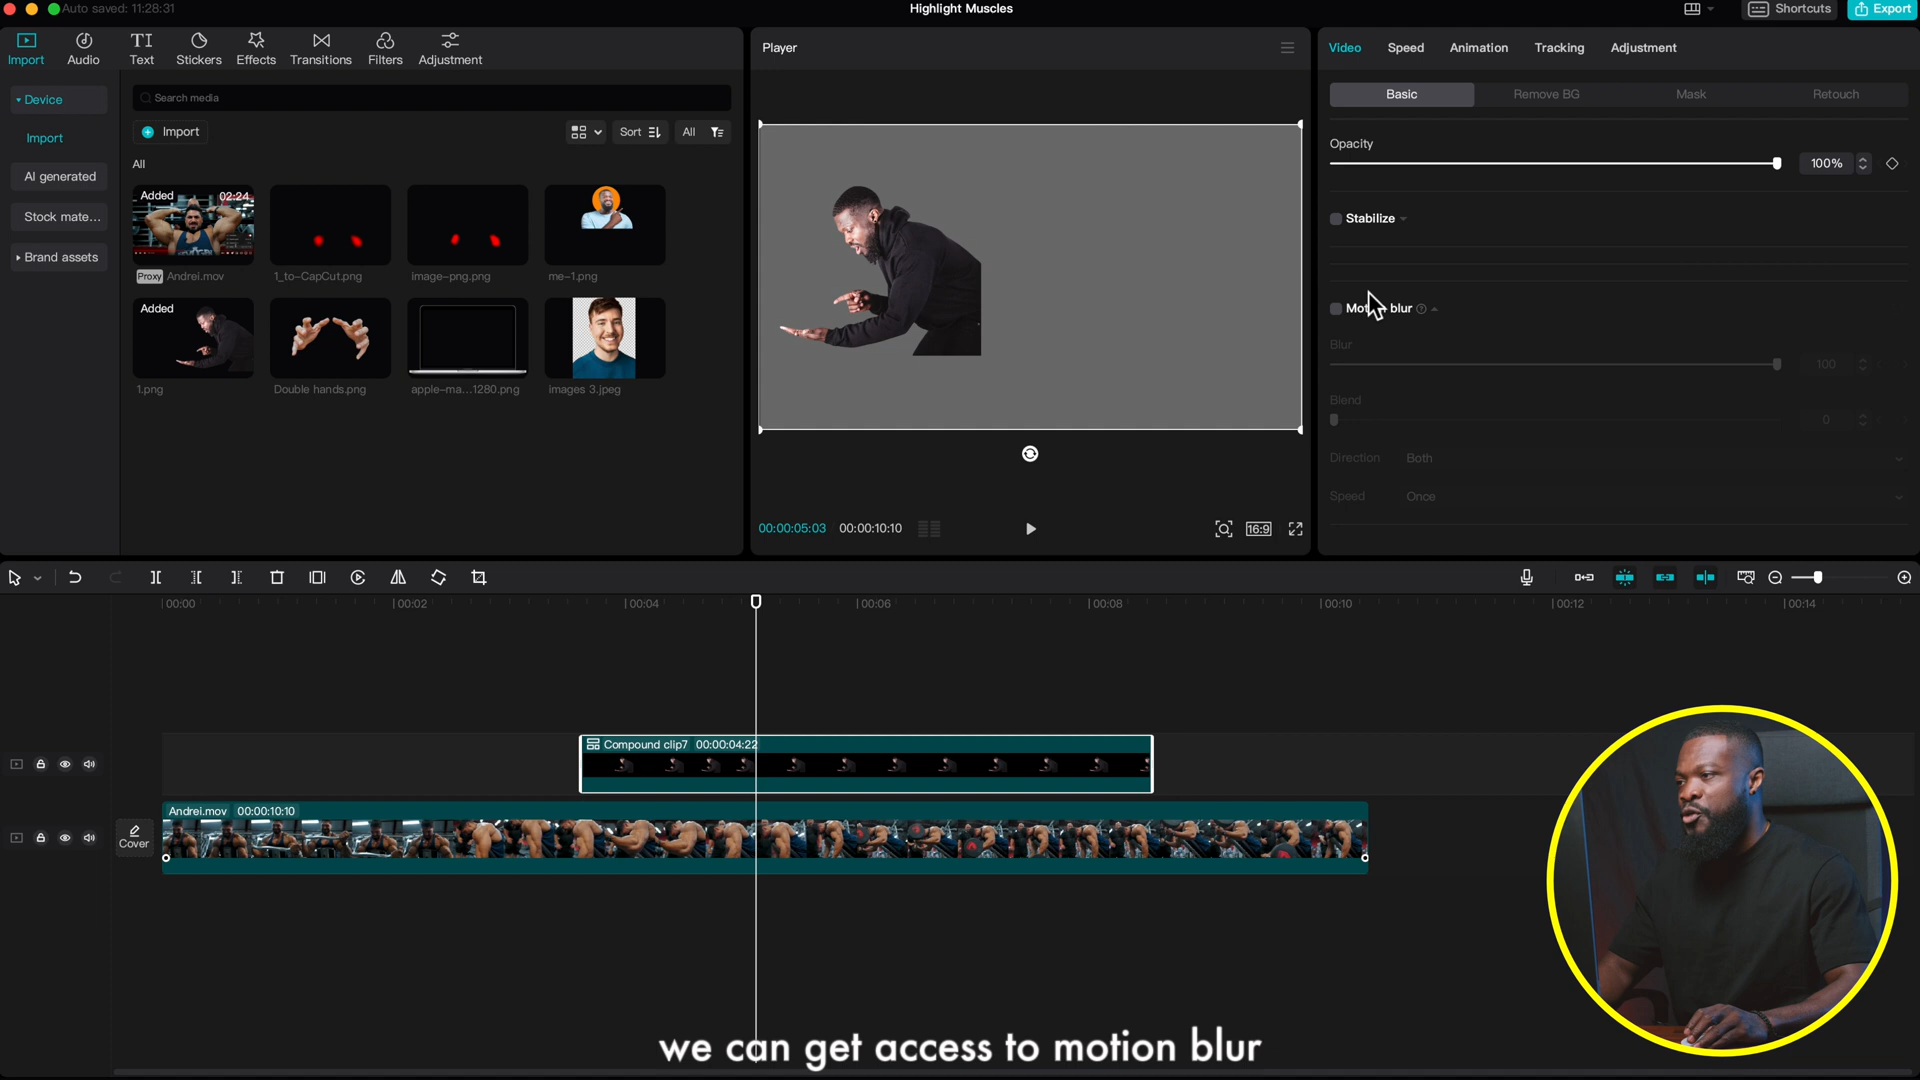 Auto saved: 11:28:31
Highlight Muscles
Shortcuts
Export
Import
Audio
TI
Text
Stickers
Effects
Transitions
Filters
Adjustment
Device
Import
AI generated
Stock mate...
Brand assets
Search media
Import
Sort
All
All
Added
02:24
Proxy
Andrei.mov
1_to-CapCut.png
image-png.png
me-1.png
Added
1.png
Double hands.png
apple-ma...1280.png
images 3.jpeg
Player
00:00:05:03
00:00:10:10
16:9
Video
Speed
Animation
Tracking
Adjustment
Basic
Remove BG
Mask
Retouch
Opacity
100%
Stabilize
blur
Blur
100
Blend
0
Direction
Both
Speed
Once
00:00
00:02
00:04
00:06
00:08
00:10
00:12
00:14
Compound clip7
00:00:04:22
Cover
Andrei.mov
00:00:10:10
we can get access to motion blur